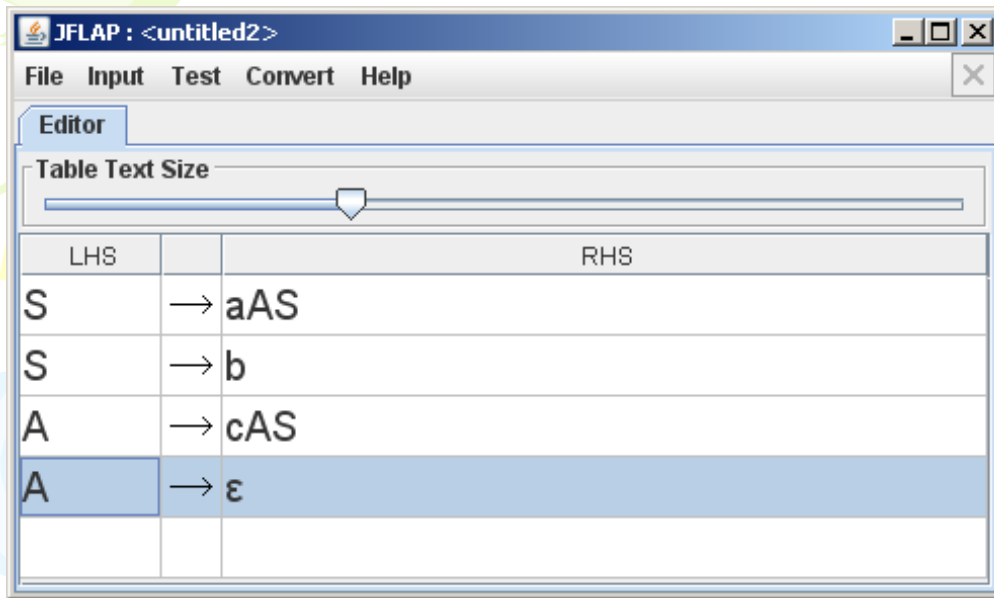 JFLAP : <untitled2>
File Input Test Convert Help
Editor
Table Text Size
LHS RHS
S → aAS
S → b
A → cAS
A → ε